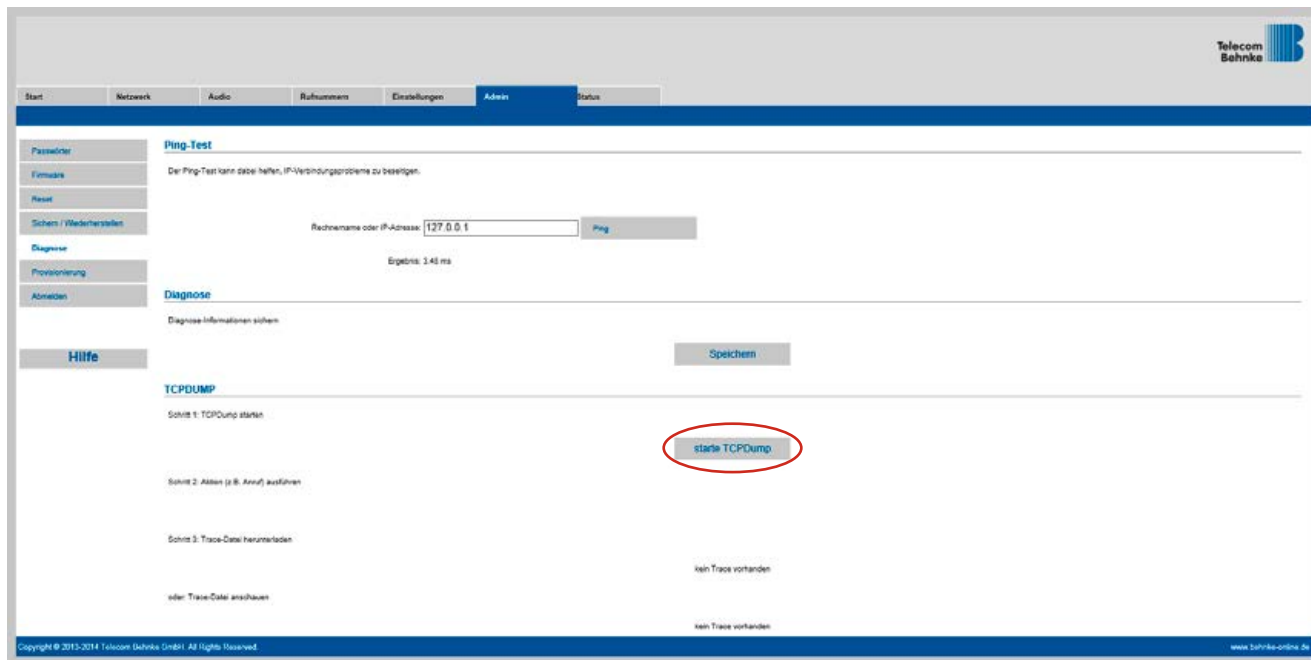 Telecom
Behnke
Start Netzwerk Audio Rufnummern Einstellungen Admin Status
Passwörter
Firmware
Reset
Sichern / Wiederherstellen
Diagnose
Provisionierung
Abmelden
Hilfe
Ping-Test
Der Ping-Test kann dabei helfen, IP-Verbindungsprobleme zu beseitigen.
Rechnername oder IP-Adresse: 127.0.0.1 Ping
Ergebnis: 3.45 ms
Diagnose
Diagnose-Informationen sichern
Speichern
TCPDUMP
Schritt 1: TCPDump starten
starte TCPDump
Schritt 2: Aktion (z.B. Anruf) ausführen
Schritt 3: Trace-Datei herunterladen
kein Trace vorhanden
oder: Trace-Datei anschauen
kein Trace vorhanden
Copyright © 2013-2014 Telecom Behnke GmbH. All Rights Reserved. www.behnke-online.de